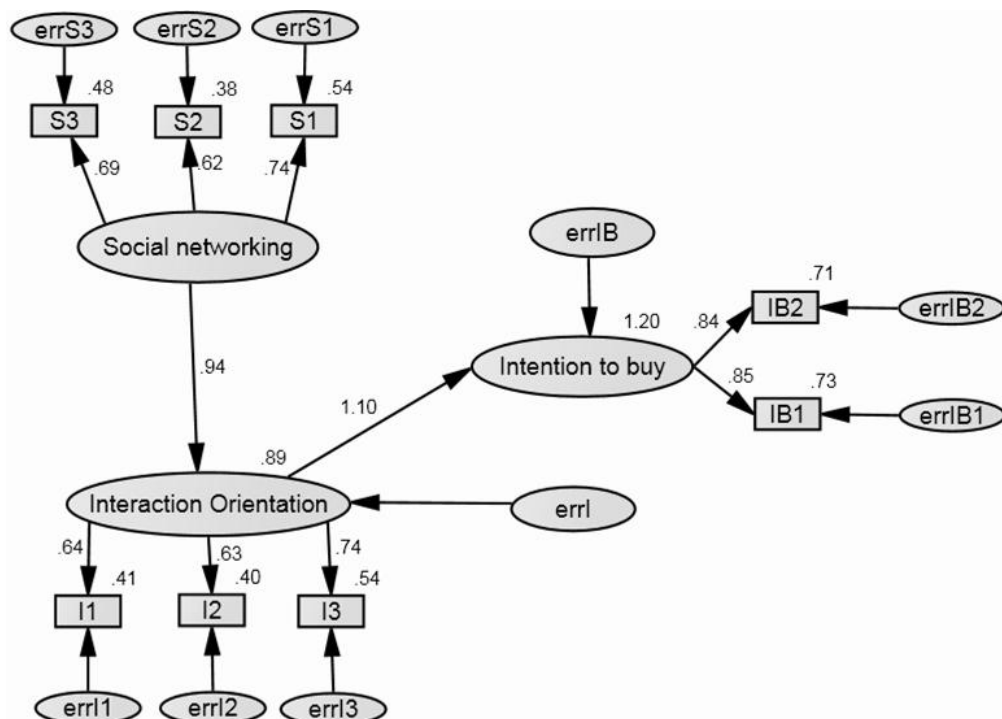 errS3 errS2 errS1
.48 .38 .54
S3 S2 S1
.69 .62 .74
Social networking
errIB
.71
IB2 errIB2
1.20 .84
Intention to buy
.94
.85 .73
IB1 errIB1
1.10
.89
Interaction Orientation
errI
.64 .63 .74
.41 .40 .54
I1 I2 I3
errI1 errI2 errI3